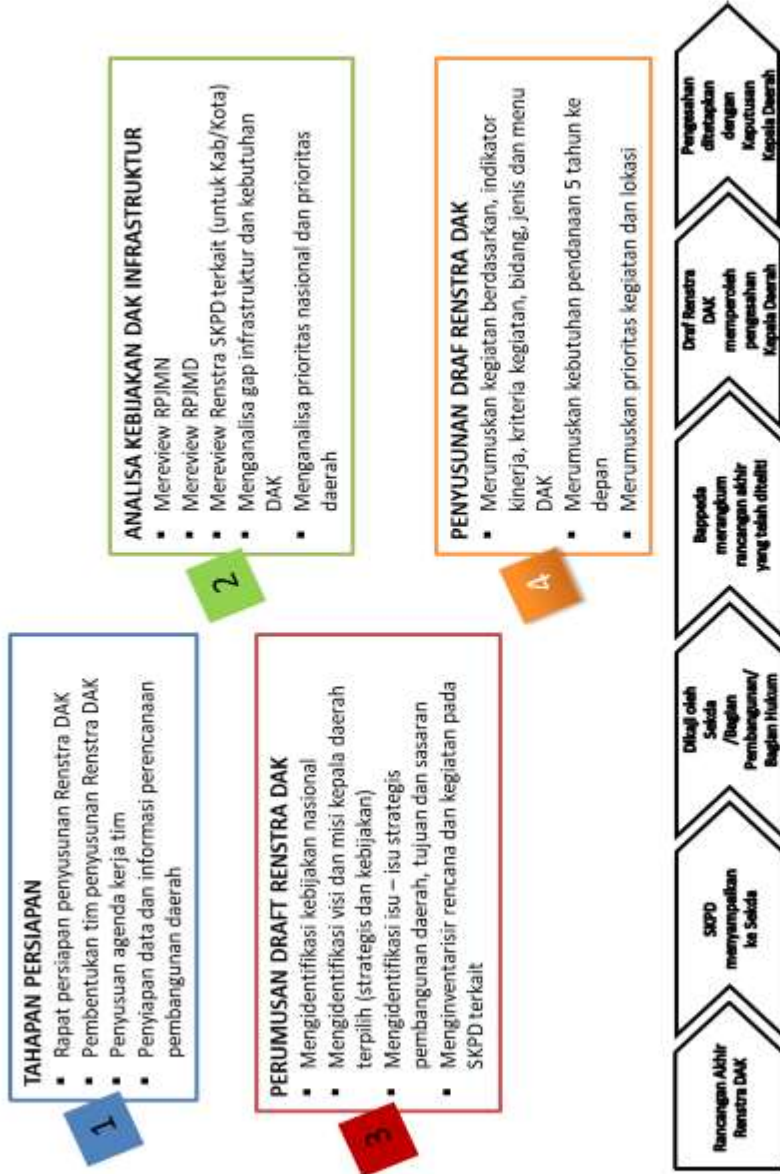 1
TAHAPAN PERSIAPAN
▪ Rapat persiapan penyusunan Renstra DAK
▪ Pembentukan tim penyusunan Renstra DAK
▪ Penyusuan agenda kerja tim
▪ Penyiapan data dan informasi perencanaan
pembangunan daerah
2
ANALISA KEBIJAKAN DAK INFRASTRUKTUR
▪ Mereview RPJMN
▪ Mereview RPJMD
▪ Mereview Renstra SKPD terkait (untuk Kab/Kota)
▪ Menganalisa gap infrastruktur dan kebutuhan
DAK
▪ Menganalisa prioritas nasional dan prioritas
daerah
3
PERUMUSAN DRAFT RENSTRA DAK
▪ Mengidentifikasi kebijakan nasional
▪ Mengidentifikasi visi dan misi kepala daerah
terpilih (strategis dan kebijakan)
▪ Mengidentifikasi isu – isu strategis
pembangunan daerah, tujuan dan sasaran
▪ Menginventarisir rencana dan kegiatan pada
SKPD terkait
4
PENYUSUNAN DRAF RENSTRA DAK
▪ Merumuskan kegiatan berdasarkan, indikator
kinerja, kriteria kegiatan, bidang, jenis dan menu
DAK
▪ Merumuskan kebutuhan pendanaan 5 tahun ke
depan
▪ Merumuskan prioritas kegiatan dan lokasi
Rancangan Akhir
Renstra DAK
SKPD
menyampaikan
ke Sekda
Dikaji oleh
Sekda
/Bagian
Pembangunan/
Bagian Hukum
Bappeda
merangkum
rancangan akhir
yang telah diteliti
Draf Renstra
DAK
memperoleh
pengesahan
Kepala Daerah
Pengesahan
ditetapkan
dengan
Keputusan
Kepala Daerah